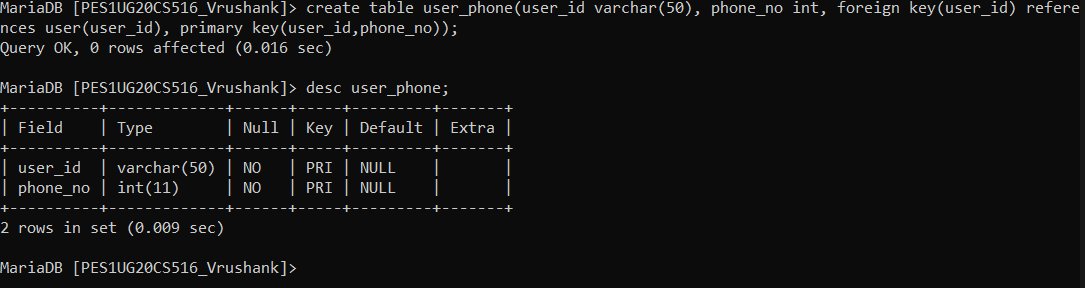 MariaDB [PES1UG20CS516_Vrushank]> create table user_phone(user_id varchar(50), phone_no int, foreign key(user_id) refere
nces user(user_id), primary key(user_id,phone_no));
Query OK, 0 rows affected (0.016 sec)

MariaDB [PES1UG20CS516_Vrushank]> desc user_phone;
+----------+-------------+------+-----+---------+-------+
| Field    | Type        | Null | Key | Default | Extra |
+----------+-------------+------+-----+---------+-------+
| user_id  | varchar(50) | NO   | PRI | NULL    |       |
| phone_no | int(11)     | NO   | PRI | NULL    |       |
+----------+-------------+------+-----+---------+-------+
2 rows in set (0.009 sec)

MariaDB [PES1UG20CS516_Vrushank]>